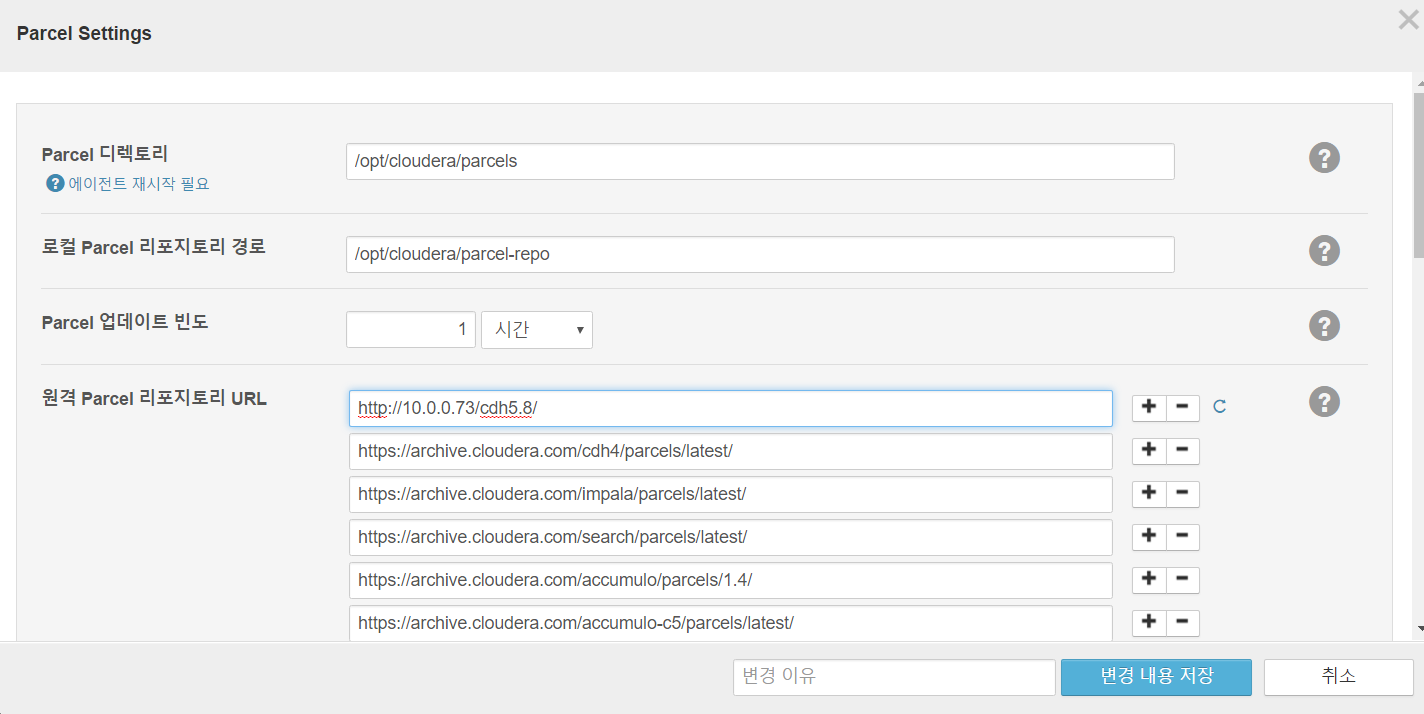 Parcel Settings
Parcel 디렉토리
/opt/cloudera/parcels
에이전트 재시작 필요
로컬 Parcel 리포지토리 경로
/opt/cloudera/parcel-repo
Parcel 업데이트 빈도
1 시간
원격 Parcel 리포지토리 URL
http://10.0.0.73/cdh5.8/
https://archive.cloudera.com/cdh4/parcels/latest/
https://archive.cloudera.com/impala/parcels/latest/
https://archive.cloudera.com/search/parcels/latest/
https://archive.cloudera.com/accumulo/parcels/1.4/
https://archive.cloudera.com/accumulo-c5/parcels/latest/
변경 이유
변경 내용 저장
취소